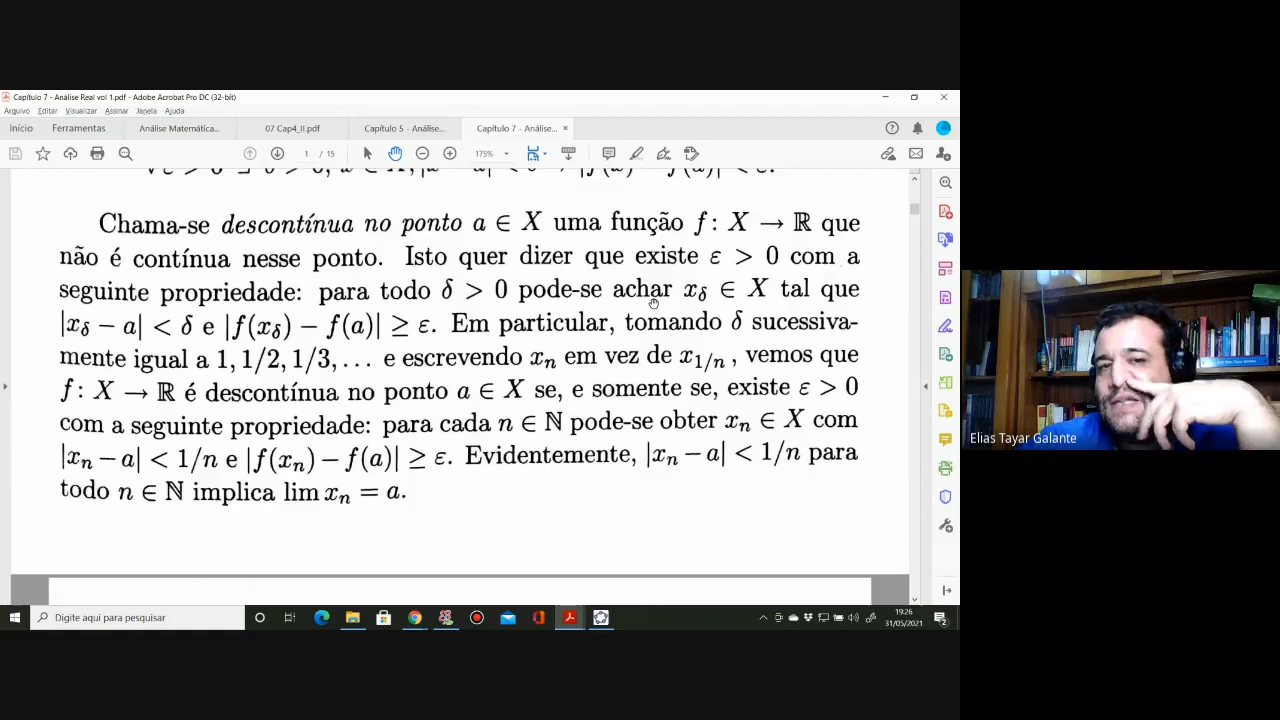 Capítulo 7 - Análise Real vol 1.pdf - Adobe Acrobat Pro DC (32-bit)
Arquivo Editar Visualizar Assinar Janela Ajuda
Início Ferramentas Análise Matemática... 07 Cap4_II.pdf Capítulo 5 - Análise... Capítulo 7 - Análise... ×
1 / 15 175%
Chama-se descontínua no ponto a ∈ X uma função f: X → ℝ que
não é contínua nesse ponto. Isto quer dizer que existe ε > 0 com a
seguinte propriedade: para todo δ > 0 pode-se achar x_δ ∈ X tal que
|x_δ − a| < δ e |f(x_δ) − f(a)| ≥ ε. Em particular, tomando δ sucessiva-
mente igual a 1, 1/2, 1/3, ... e escrevendo x_n em vez de x_{1/n}, vemos que
f: X → ℝ é descontínua no ponto a ∈ X se, e somente se, existe ε > 0
com a seguinte propriedade: para cada n ∈ ℕ pode-se obter x_n ∈ X com
|x_n − a| < 1/n e |f(x_n) − f(a)| ≥ ε. Evidentemente, |x_n − a| < 1/n para
todo n ∈ ℕ implica lim x_n = a.
Elias Tayar Galante
Digite aqui para pesquisar
19:26
31/05/2021
2